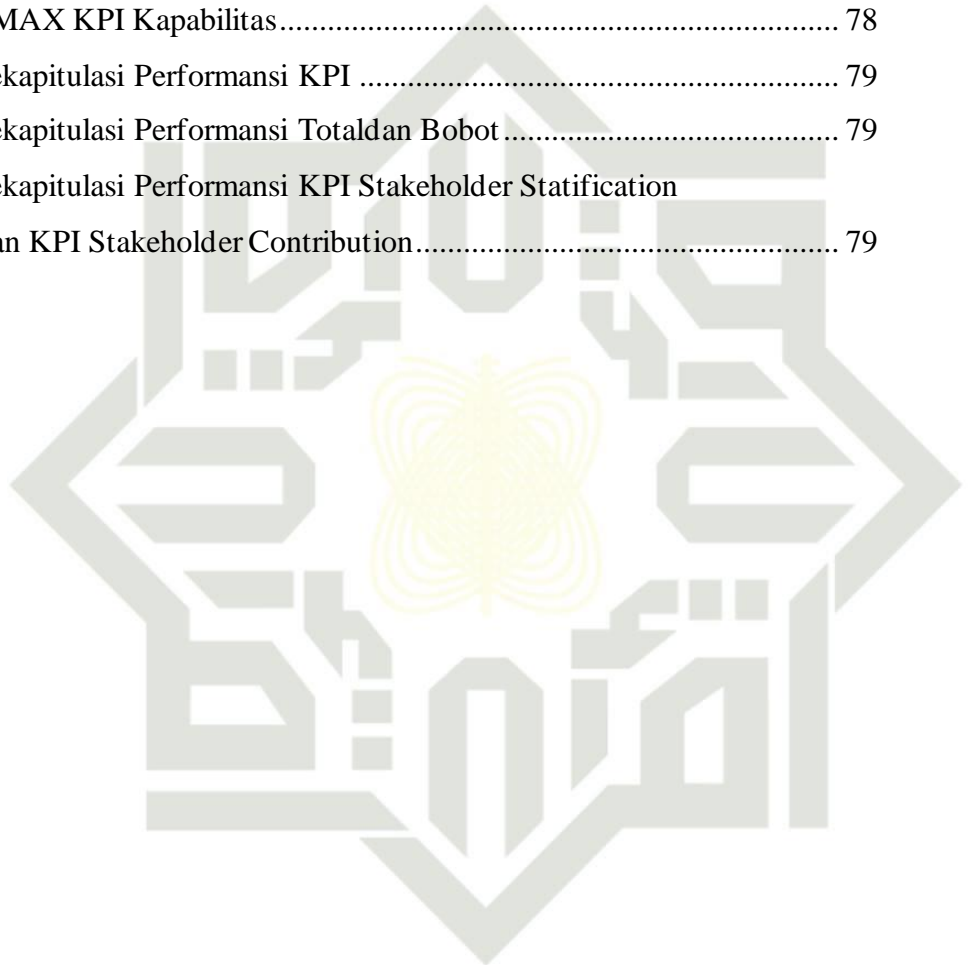 MAX KPI Kapabilitas........................................................................ 78
ekapitulasi Performansi KPI ............................................................. 79
ekapitulasi Performansi Totaldan Bobot........................................... 79
ekapitulasi Performansi KPI Stakeholder Statification
an KPI Stakeholder Contribution...................................................... 79